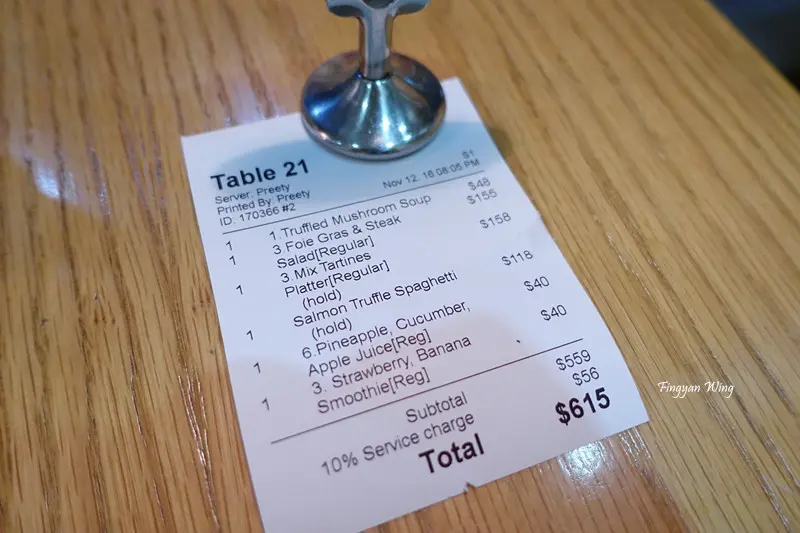 Table 21
S1
Server: Preety
Nov 12, 16 08:05 PM
Printed By: Preety
ID: 170366 #2
1 1.Truffled Mushroom Soup $48
1 3.Foie Gras & Steak $155
Salad[Regular]
1 3.Mix Tartines $158
Platter[Regular]
(hold)
1 Salmon Truffle Spaghetti $118
(hold)
1 6.Pineapple, Cucumber, $40
Apple Juice[Reg]
1 3. Strawberry, Banana $40
Smoothie[Reg]
Subtotal $559
10% Service charge $56
Total $615
Fingyan Wing